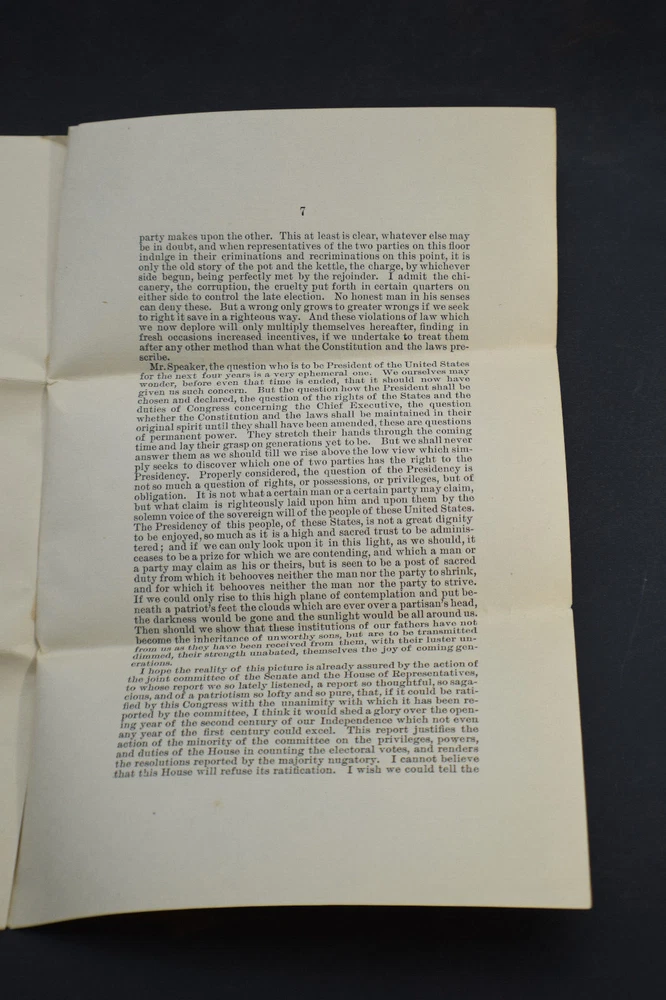 7
party makes upon the other. This at least is clear, whatever else may
be in doubt, and when representatives of the two parties on this floor
indulge in their criminations and recriminations on this point, it is
only the old story of the pot and the kettle, the charge, by whichever
side begun, being perfectly met by the rejoinder. I admit the chi-
canery, the corruption, the cruelty put forth in certain quarters on
either side to control the late election. No honest man in his senses
can deny these. But a wrong only grows to greater wrongs if we seek
to right it save in a righteous way. And these violations of law which
we now deplore will only multiply themselves hereafter, finding in
fresh occasions increased incentives, if we undertake to treat them
after any other method than what the Constitution and the laws pre-
scribe.
Mr. Speaker, the question who is to be President of the United States
for the next four years is a very ephemeral one. We ourselves may
wonder, before even that time is ended, that it should now have
given us such concern. But the question how the President shall be
chosen and declared, the question of the rights of the States and the
duties of Congress concerning the Chief Executive, the question
whether the Constitution and the laws shall be maintained in their
original spirit until they shall have been amended, these are questions
of permanent power. They stretch their hands through the coming
time and lay their grasp on generations yet to be. But we shall never
answer them as we should till we rise above the low view which sim-
ply seeks to discover which one of two parties has the right to the
Presidency. Properly considered, the question of the Presidency is
not so much a question of rights, or possessions, or privileges, but of
obligation. It is not what a certain man or a certain party may claim,
but what claim is righteously laid upon him and upon them by the
solemn voice of the sovereign will of the people of these United States.
The Presidency of this people, of these States, is not a great dignity
to be enjoyed, so much as it is a high and sacred trust to be adminis-
tered; and if we can only look upon it in this light, as we should, it
ceases to be a prize for which we are contending, and which a man or
a party may claim as his or theirs, but is seen to be a post of sacred
duty from which it behooves neither the man nor the party to shrink,
and for which it behooves neither the man nor the party to strive.
If we could only rise to this high plane of contemplation and put be-
neath a patriot's feet the clouds which are ever over a partisan's head,
the darkness would be gone and the sunlight would be all around us.
Then should we show that these institutions of our fathers have not
become the inheritance of unworthy sons, but are to be transmitted
from us as they have been received from them, with their luster un-
dimmed, their strength unabated, themselves the joy of coming gen-
erations.
I hope the reality of this picture is already assured by the action of
the joint committee of the Senate and the House of Representatives,
to whose report we so lately listened, a report so thoughtful, so saga-
cious, and of a patriotism so lofty and so pure, that, if it could be rati-
fied by this Congress with the unanimity with which it has been re-
ported by the committee, I think it would shed a glory over the open-
ing year of the second century of our Independence which not even
any year of the first century could excel. This report justifies the
action of the minority of the committee on the privileges, powers,
and duties of the House in counting the electoral votes, and renders
the resolutions reported by the majority nugatory. I cannot believe
that this House will refuse its ratification. I wish we could tell the